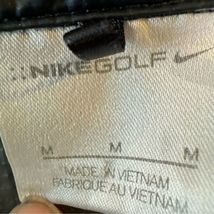 NIKEGOLF
M M M
MADE IN VIETNAM
FABRIQUE AU VIETNAM